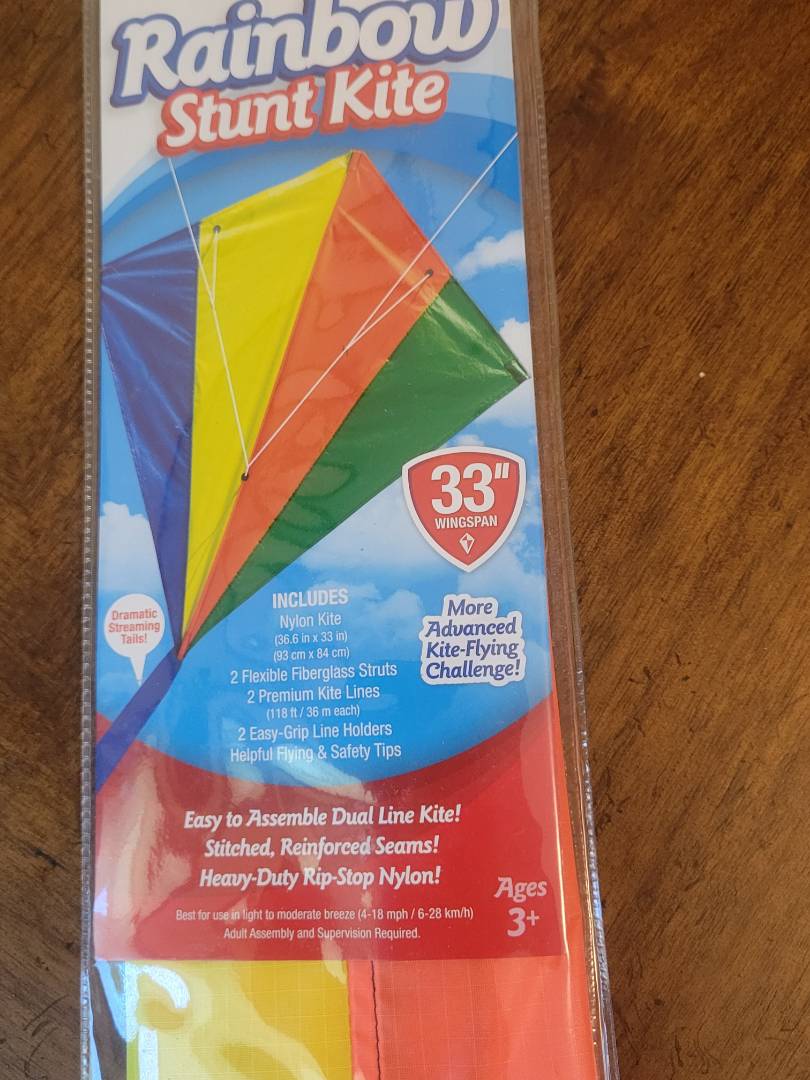 Rainbow
Stunt Kite
33"
WINGSPAN
Dramatic
Streaming
Tails!
INCLUDES
Nylon Kite
(36.6 in x 33 in)
(93 cm x 84 cm)
2 Flexible Fiberglass Struts
2 Premium Kite Lines
(118 ft / 36 m each)
2 Easy-Grip Line Holders
Helpful Flying & Safety Tips
More
Advanced
Kite-Flying
Challenge!
Easy to Assemble Dual Line Kite!
Stitched, Reinforced Seams!
Heavy-Duty Rip-Stop Nylon!
Best for use in light to moderate breeze (4-18 mph / 6-28 km/h)
Adult Assembly and Supervision Required.
Ages
3+